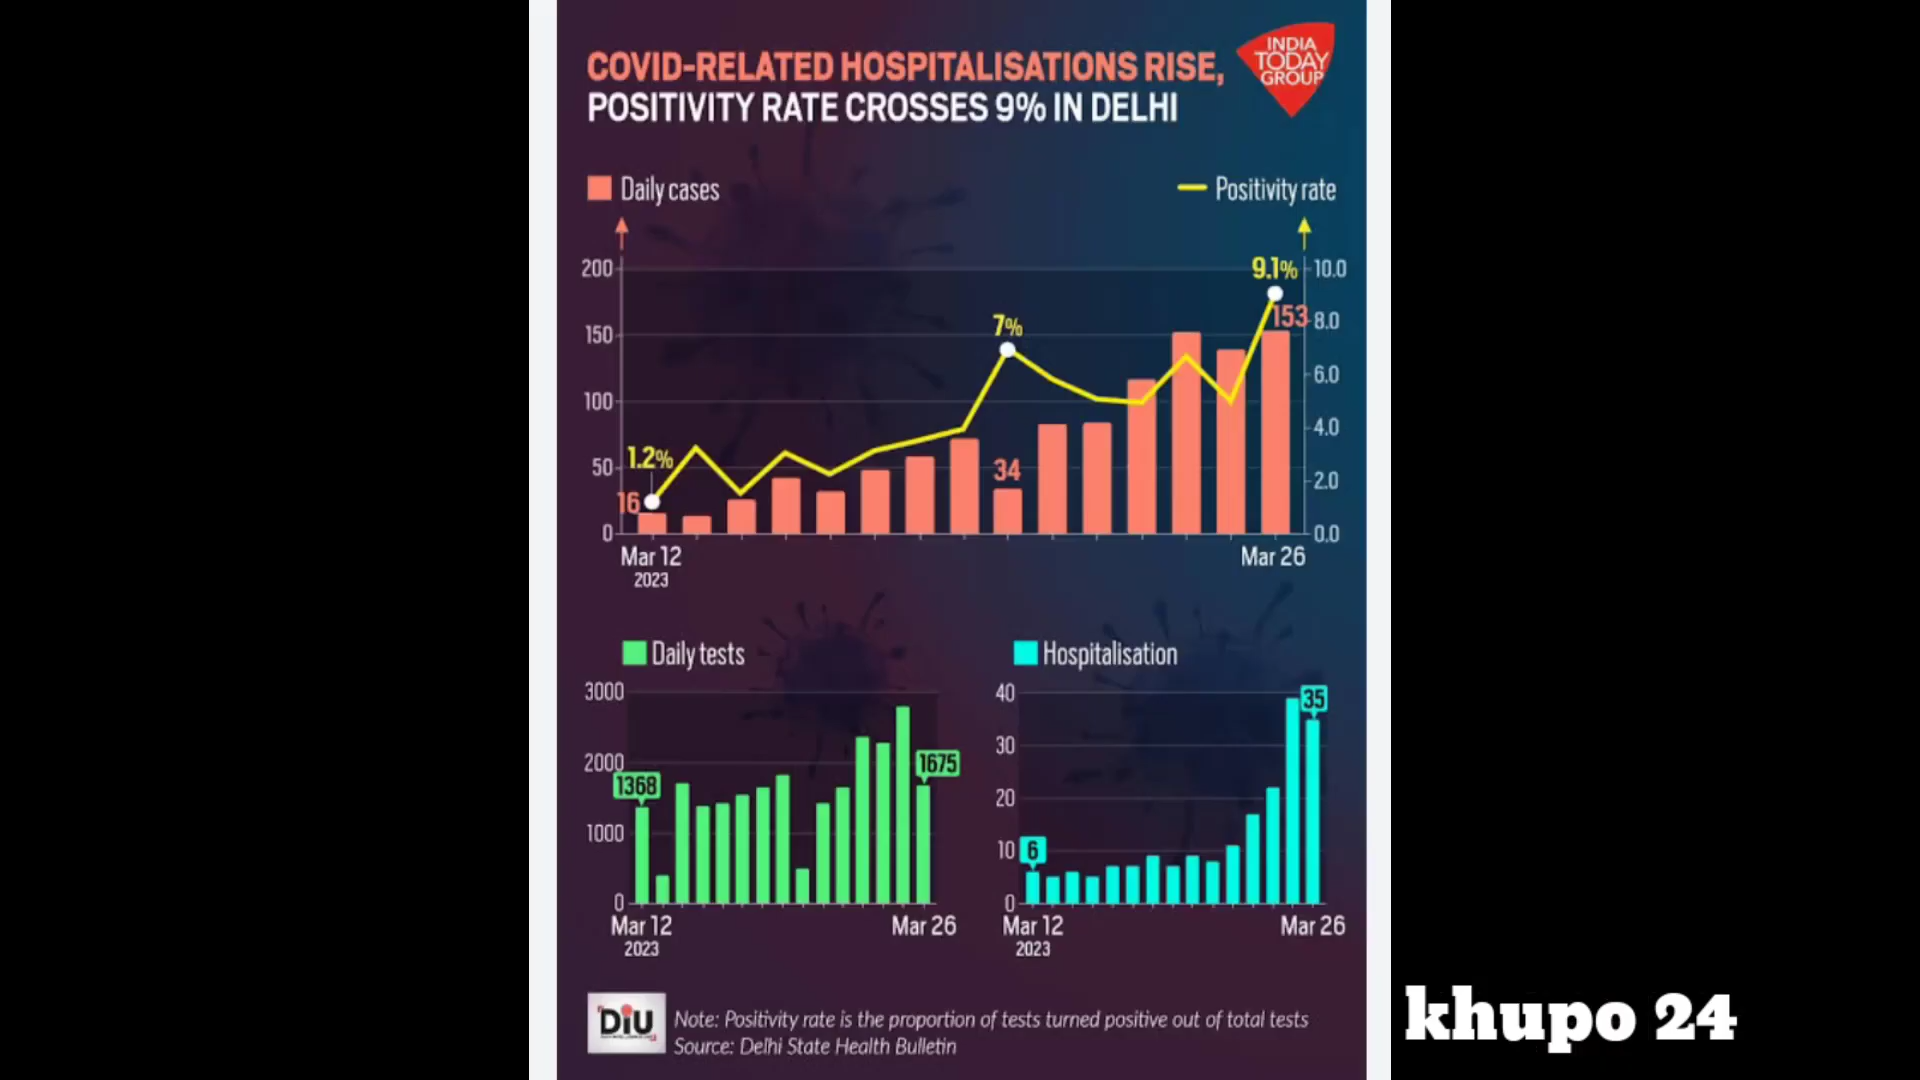 COVID-RELATED HOSPITALISATIONS RISE,
POSITIVITY RATE CROSSES 9% IN DELHI
INDIA
TODAY
GROUP
Daily cases
Positivity rate
200
150
100
50
0
10.0
8.0
6.0
4.0
2.0
0.0
1.2%
16
7%
34
9.1%
153
Mar 12
2023
Mar 26
Daily tests
3000
2000
1000
0
1368
1675
Mar 12
2023
Mar 26
Hospitalisation
40
30
20
10
0
6
35
Mar 12
2023
Mar 26
DiU
Note: Positivity rate is the proportion of tests turned positive out of total tests
Source: Delhi State Health Bulletin
khupo 24